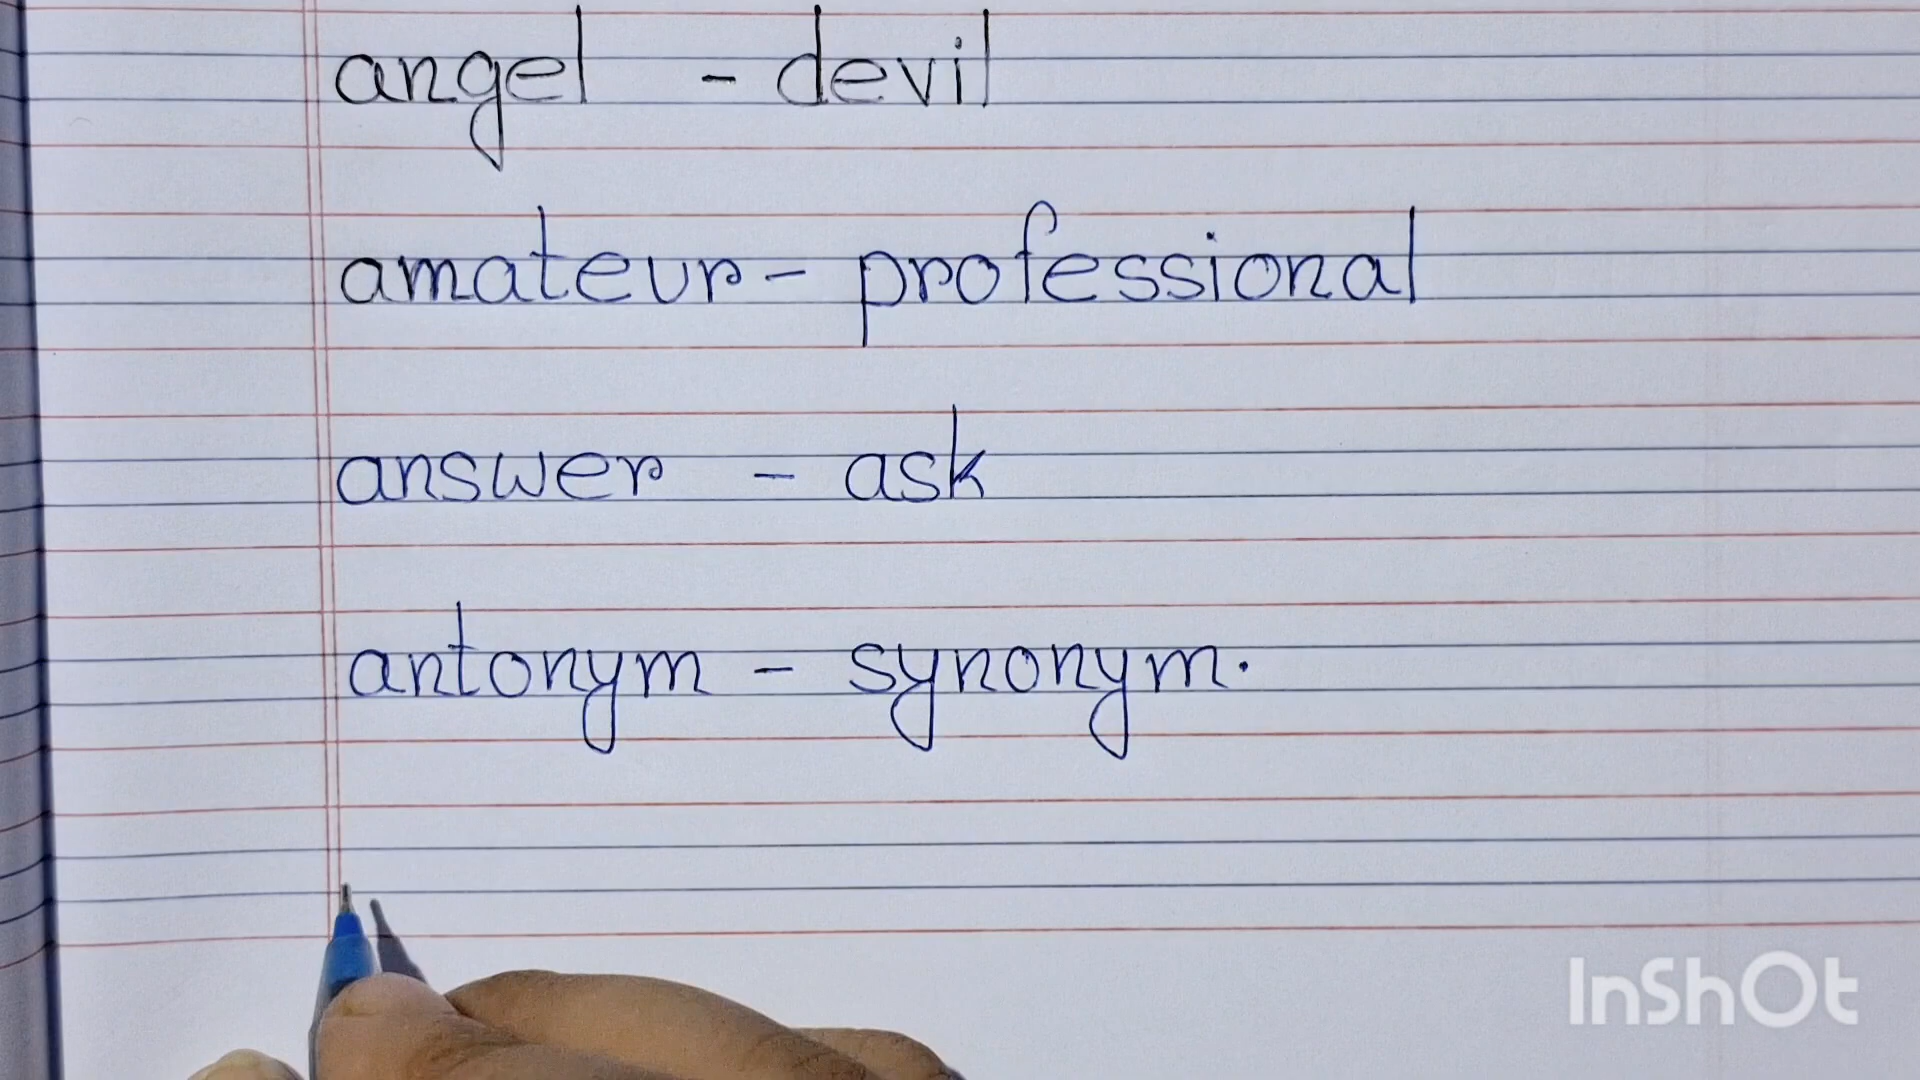 angel - devil
amateur - professional
answer - ask
antonym - synonym.
InShOt